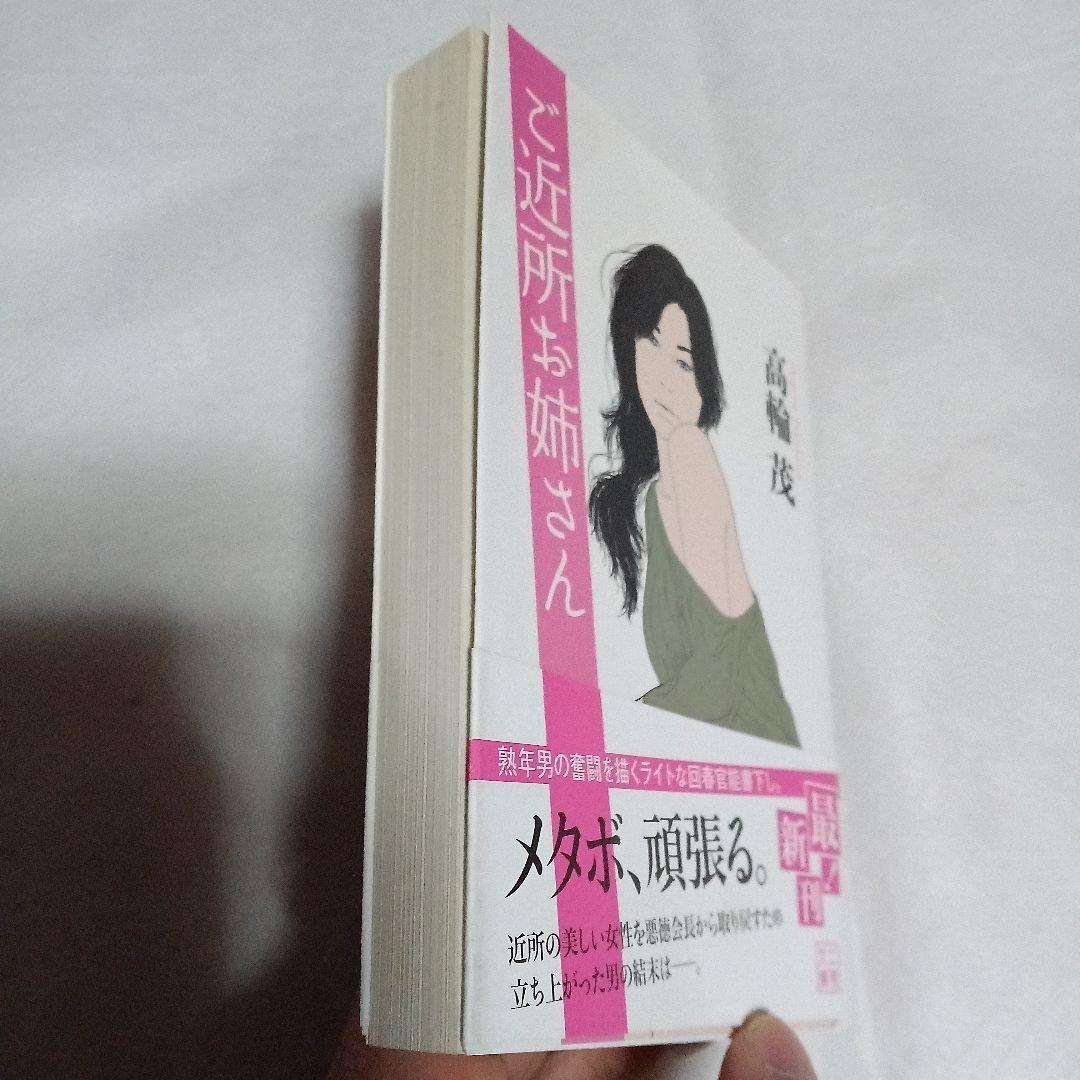 ご近所お姉さん
高輪 茂
熟年男の奮闘を描くライトな回春官能書下し。
メタボ、頑張る。
近所の美しい女性を悪徳会長から取り戻すため
立ち上がった男の結末は――。
最!
新刊